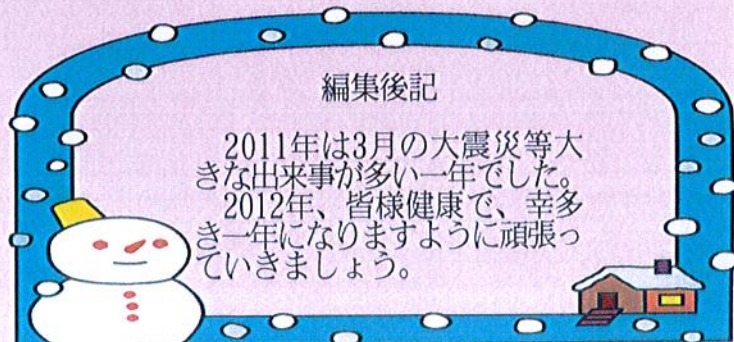 編集後記
2011年は3月の大震災等大
きな出来事が多い一年でした。
2012年、皆様健康で、幸多
き一年になりますように頑張っ
ていきましょう。